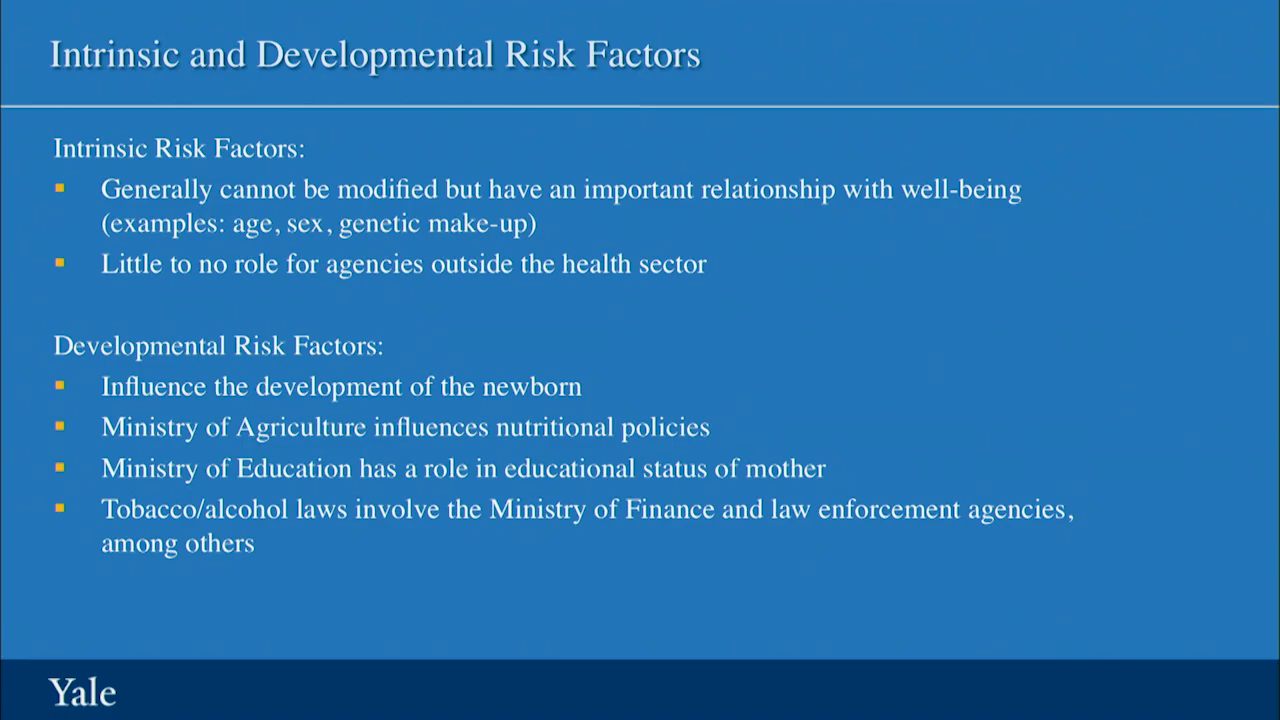 Intrinsic and Developmental Risk Factors
Intrinsic Risk Factors:
Generally cannot be modified but have an important relationship with well-being
(examples: age, sex, genetic make-up)
Little to no role for agencies outside the health sector
Developmental Risk Factors:
Influence the development of the newborn
Ministry of Agriculture influences nutritional policies
Ministry of Education has a role in educational status of mother
Tobacco/alcohol laws involve the Ministry of Finance and law enforcement agencies,
among others
Yale